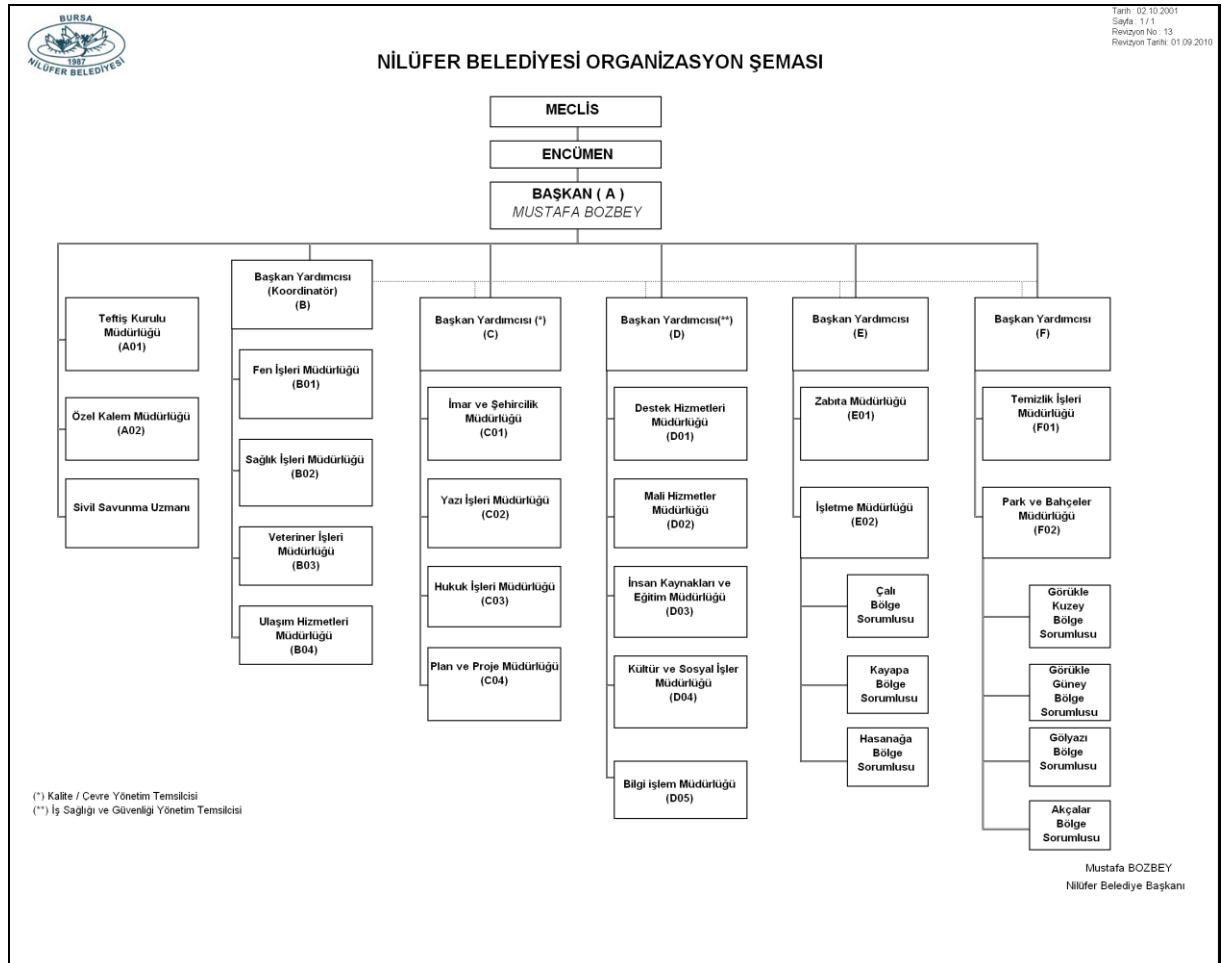 BURSA
1987
NİLÜFER BELEDİYESİ
Tarih : 02.10.2001
Sayfa : 1 / 1
Revizyon No : 13
Revizyon Tarihi: 01.09.2010
NİLÜFER BELEDİYESİ ORGANİZASYON ŞEMASI
MECLİS
ENCÜMEN
BAŞKAN ( A )
MUSTAFA BOZBEY
Teftiş Kurulu
Müdürlüğü
(A01)
Özel Kalem Müdürlüğü
(A02)
Sivil Savunma Uzmanı
Başkan Yardımcısı
(Koordinatör)
(B)
Fen İşleri Müdürlüğü
(B01)
Sağlık İşleri Müdürlüğü
(B02)
Veteriner İşleri
Müdürlüğü
(B03)
Ulaşım Hizmetleri
Müdürlüğü
(B04)
Başkan Yardımcısı (*)
(C)
İmar ve Şehircilik
Müdürlüğü
(C01)
Yazı İşleri Müdürlüğü
(C02)
Hukuk İşleri Müdürlüğü
(C03)
Plan ve Proje Müdürlüğü
(C04)
Başkan Yardımcısı(**)
(D)
Destek Hizmetleri
Müdürlüğü
(D01)
Mali Hizmetler
Müdürlüğü
(D02)
İnsan Kaynakları ve
Eğitim Müdürlüğü
(D03)
Kültür ve Sosyal İşler
Müdürlüğü
(D04)
Bilgi işlem Müdürlüğü
(D05)
Başkan Yardımcısı
(E)
Zabıta Müdürlüğü
(E01)
İşletme Müdürlüğü
(E02)
Çalı
Bölge
Sorumlusu
Kayapa
Bölge
Sorumlusu
Hasanağa
Bölge
Sorumlusu
Başkan Yardımcısı
(F)
Temizlik İşleri
Müdürlüğü
(F01)
Park ve Bahçeler
Müdürlüğü
(F02)
Görükle
Kuzey
Bölge
Sorumlusu
Görükle
Güney
Bölge
Sorumlusu
Gölyazı
Bölge
Sorumlusu
Akçalar
Bölge
Sorumlusu
(*) Kalite / Çevre Yönetim Temsilcisi
(**) İş Sağlığı ve Güvenliği Yönetim Temsilcisi
Mustafa BOZBEY
Nilüfer Belediye Başkanı